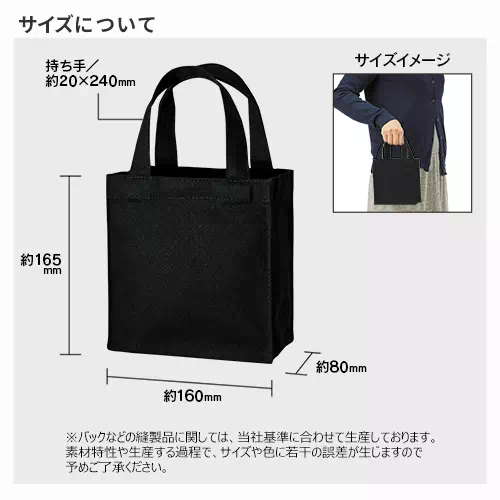 サイズについて
持ち手／
約20×240mm
サイズイメージ
約165
mm
約80mm
約160mm
※バックなどの縫製品に関しては、当社基準に合わせて生産しております。
素材特性や生産する過程で、サイズや色に若干の誤差が生じますので
予めご了承ください。